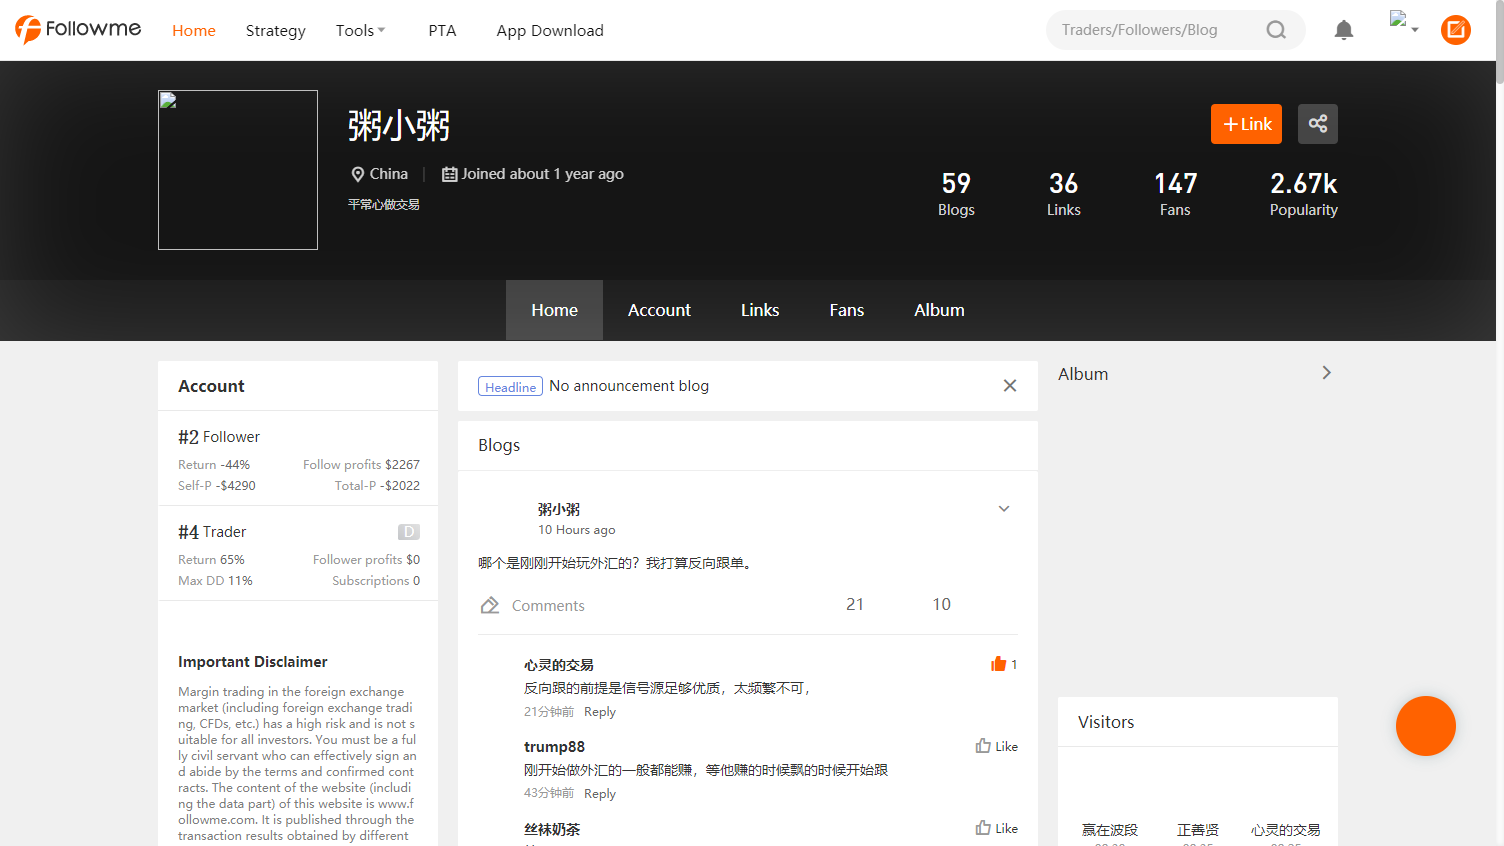 Followme Home Strategy Tools PTA App Download Traders/Followers/Blog
粥小粥
+Link
China Joined about 1 year ago
平常心做交易
59 36 147 2.67k
Blogs Links Fans Popularity
Home Account Links Fans Album
Account
#2 Follower
Return -44% Follow profits $2267
Self-P -$4290 Total-P -$2022
#4 Trader D
Return 65% Follower profits $0
Max DD 11% Subscriptions 0
Important Disclaimer
Margin trading in the foreign exchange
market (including foreign exchange tradi
ng, CFDs, etc.) has a high risk and is not s
uitable for all investors. You must be a ful
ly civil servant who can effectively sign an
d abide by the terms and confirmed cont
racts. The content of the website (includi
ng the data part) of this website is www.f
ollowme.com. It is published through the
transaction results obtained by different
Headline No announcement blog
Blogs
粥小粥
10 Hours ago
哪个是刚刚开始玩外汇的？我打算反向跟单。
Comments 21 10
心灵的交易 1
反向跟的前提是信号源足够优质，太频繁不可，
21分钟前 Reply
trump88 Like
刚开始做外汇的一般都能赚，等他赚的时候飘的时候开始跟
43分钟前 Reply
丝袜奶茶 Like
Album
Visitors
赢在波段 正善贤 心灵的交易